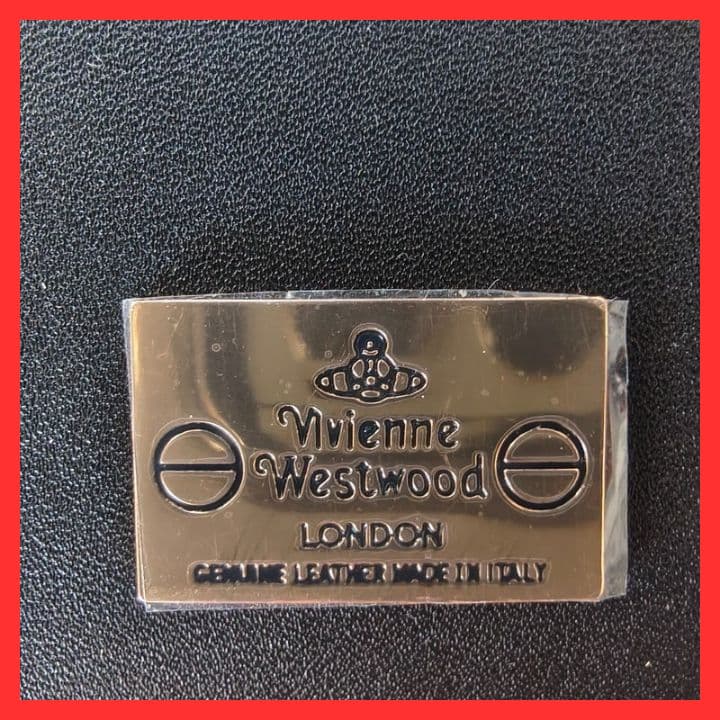 Vivienne
Westwood
LONDON
GENUINE LEATHER MADE IN ITALY